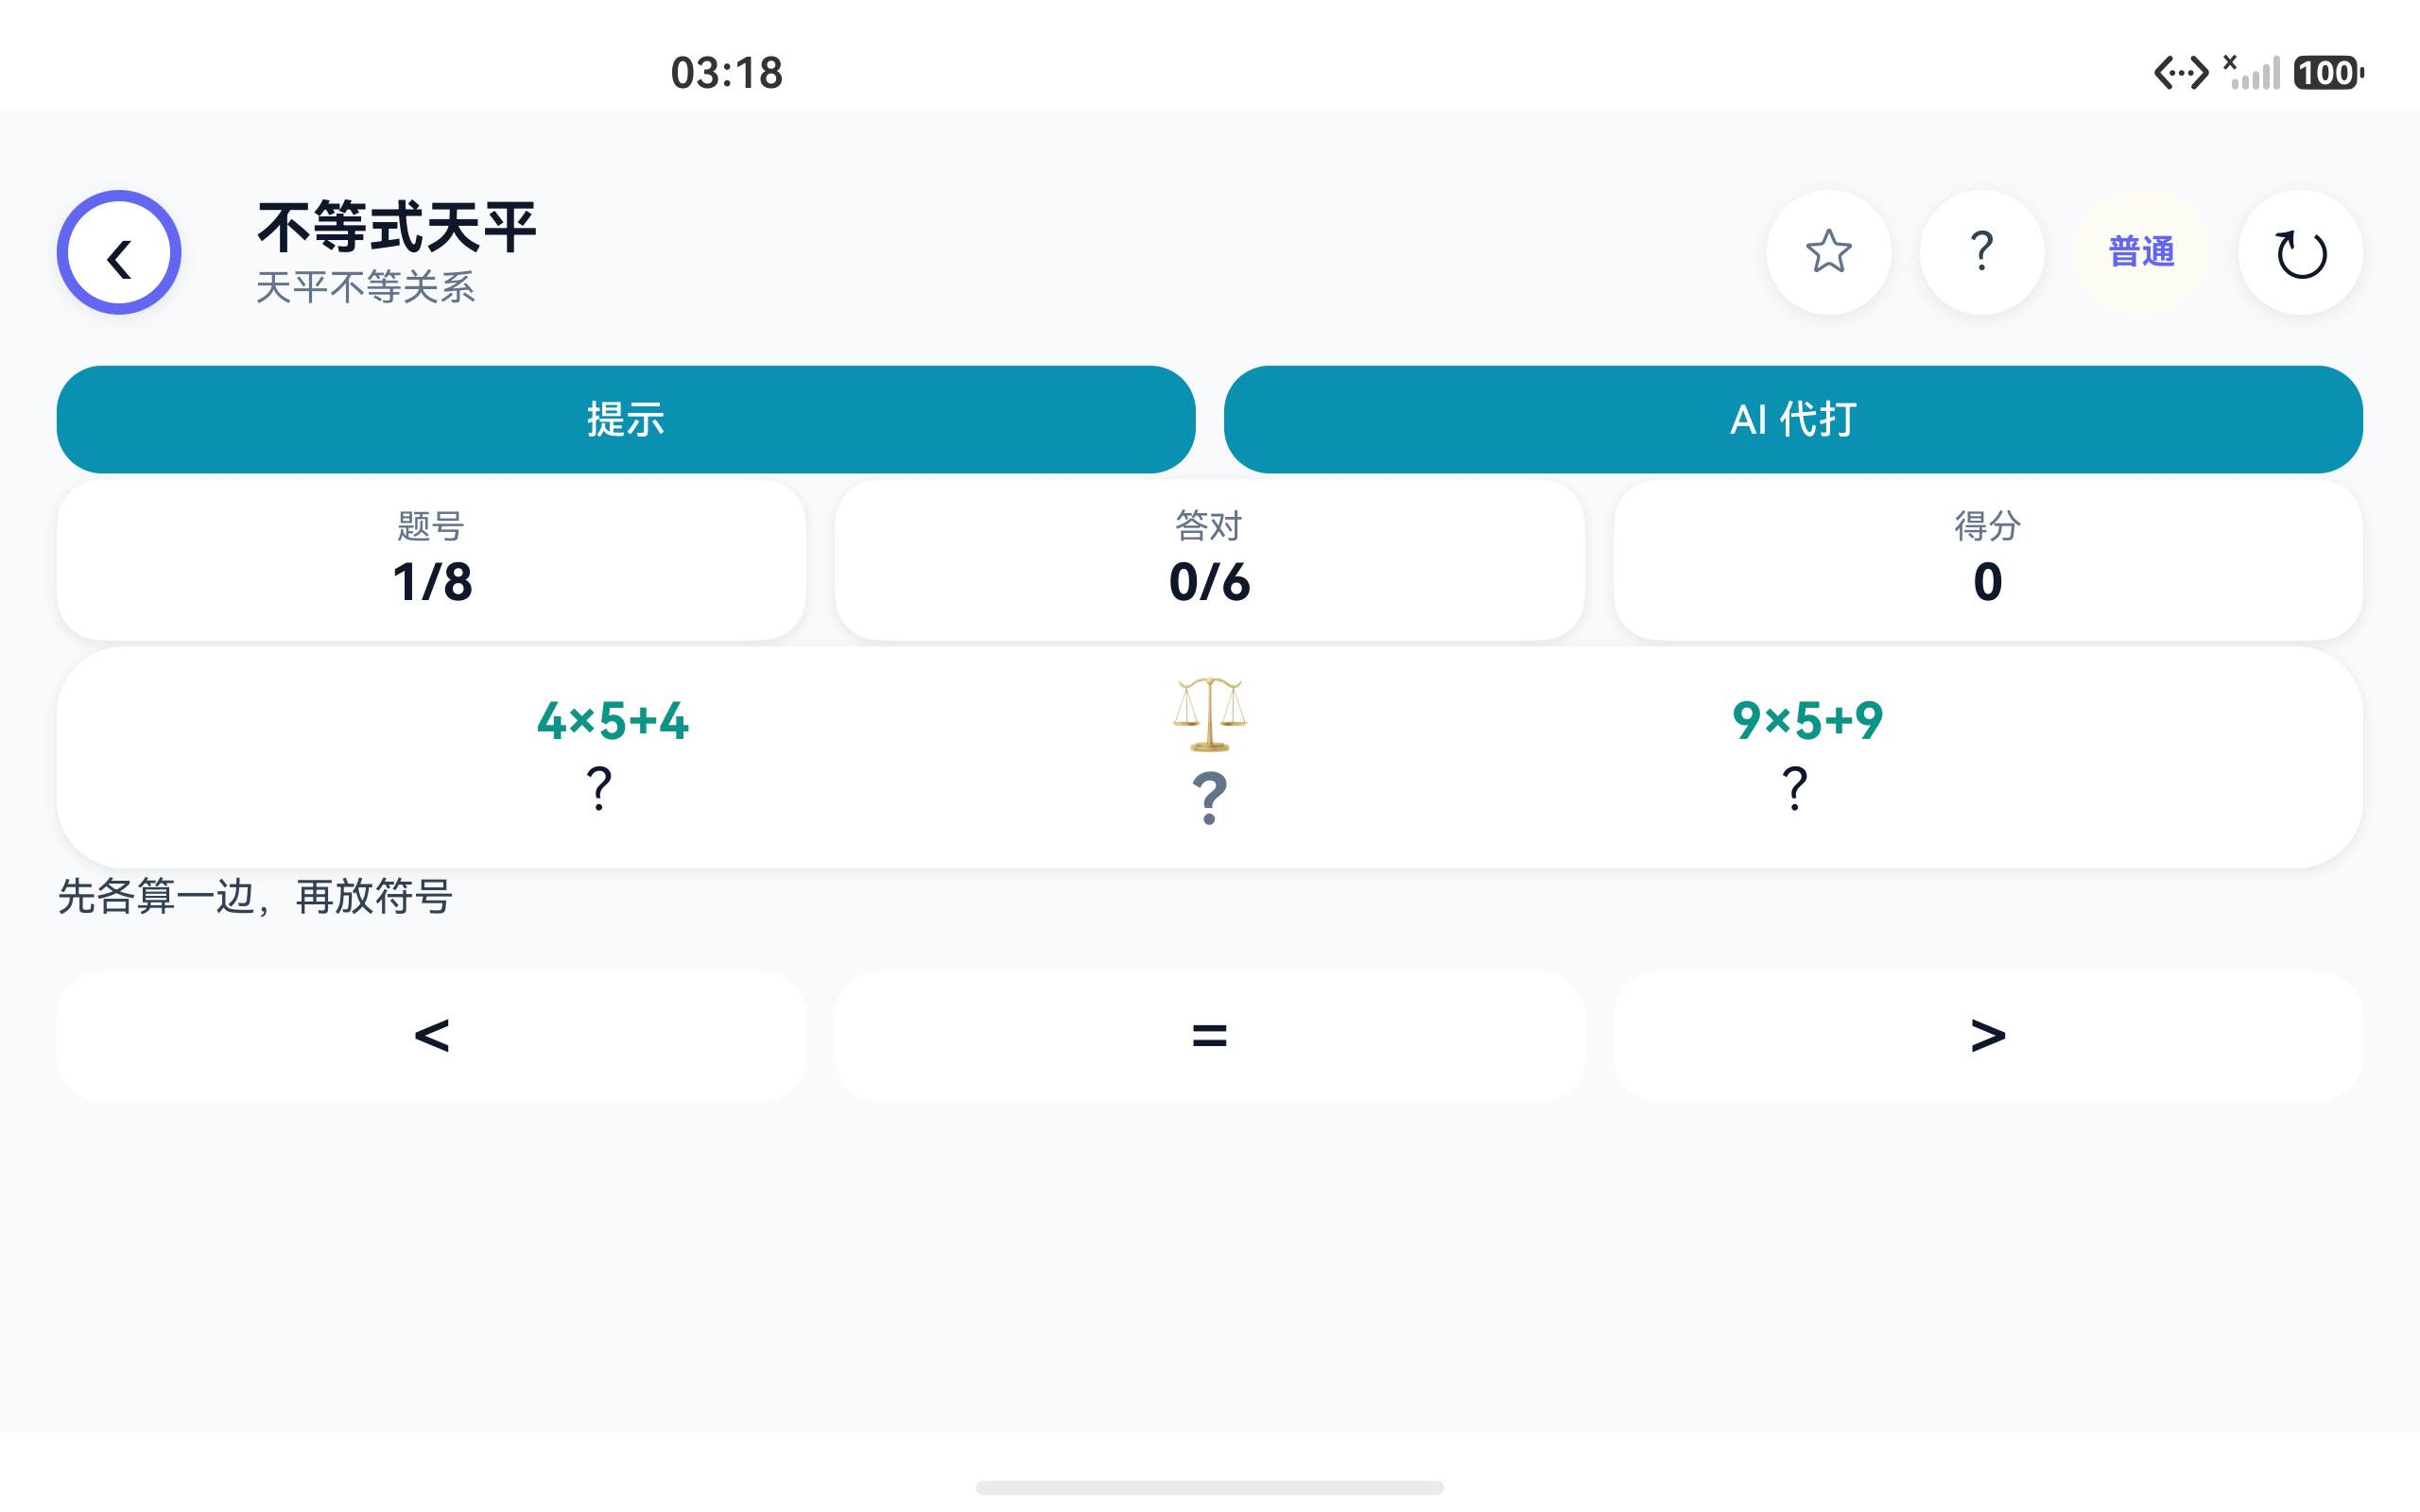 03:18
100
不等式天平
天平不等关系
?
普通
提示
AI 代打
题号
1/8
答对
0/6
得分
0
4×5+4
?
?
9×5+9
?
先各算一边，再放符号
<
=
>